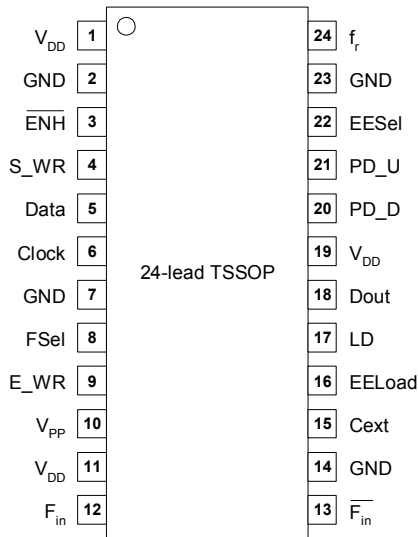 V_DD 1 24 f_r
GND 2 23 GND
E̅N̅H̅ 3 22 EESel
S_WR 4 21 PD_U
Data 5 20 PD_D
Clock 6 19 V_DD
24-lead TSSOP
GND 7 18 Dout
FSel 8 17 LD
E_WR 9 16 EELoad
V_PP 10 15 Cext
V_DD 11 14 GND
F_in 12 13 F̅_i̅n̅